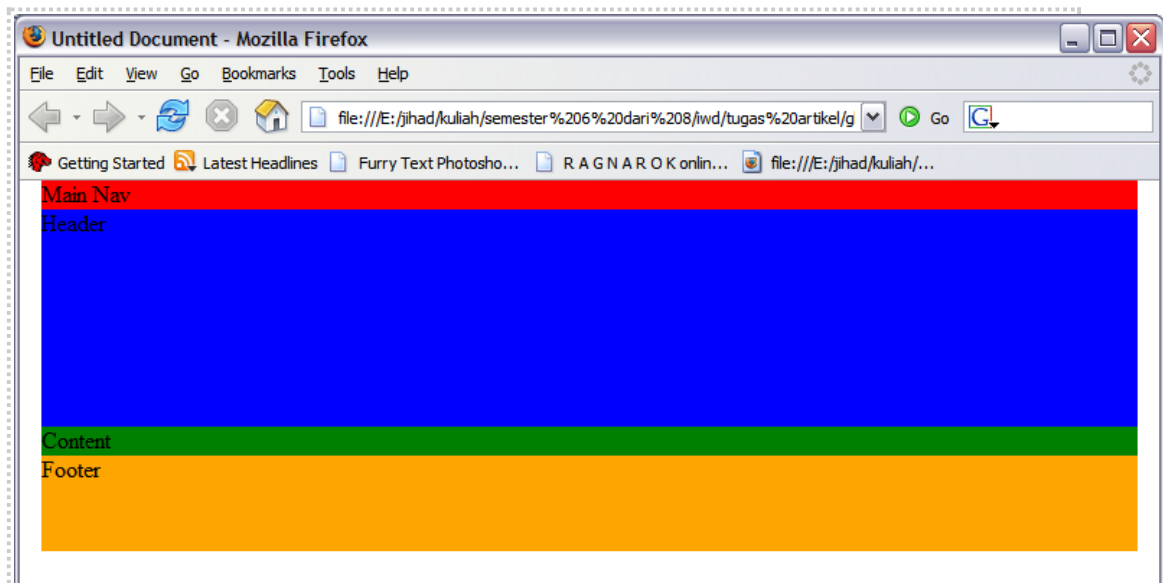 Untitled Document - Mozilla Firefox
File Edit View Go Bookmarks Tools Help
file:///E:/jihad/kuliah/semester%206%20dari%208/iwd/tugas%20artikel/g Go G
Getting Started Latest Headlines Furry Text Photosho... R A G N A R O K onlin... file:///E:/jihad/kuliah/...
Main Nav
Header
Content
Footer